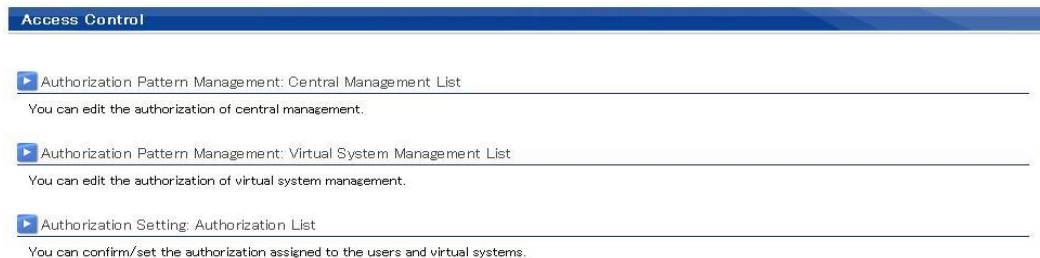 Access Control
Authorization Pattern Management: Central Management List
You can edit the authorization of central management.
Authorization Pattern Management: Virtual System Management List
You can edit the authorization of virtual system management.
Authorization Setting: Authorization List
You can confirm/set the authorization assigned to the users and virtual systems.